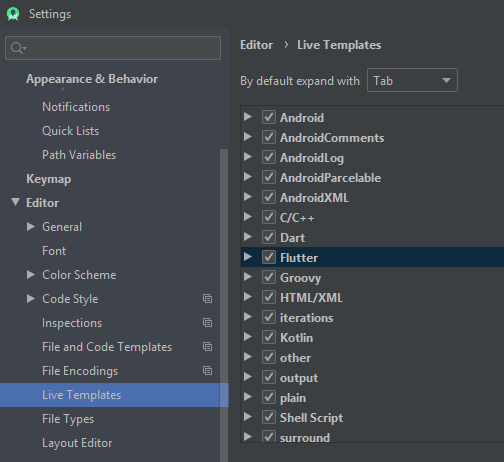 Settings
Appearance & Behavior
Notifications
Quick Lists
Path Variables
Keymap
Editor
General
Font
Color Scheme
Code Style
Inspections
File and Code Templates
File Encodings
Live Templates
File Types
Layout Editor
Editor › Live Templates
By default expand with Tab
Android
AndroidComments
AndroidLog
AndroidParcelable
AndroidXML
C/C++
Dart
Flutter
Groovy
HTML/XML
iterations
Kotlin
other
output
plain
Shell Script
surround